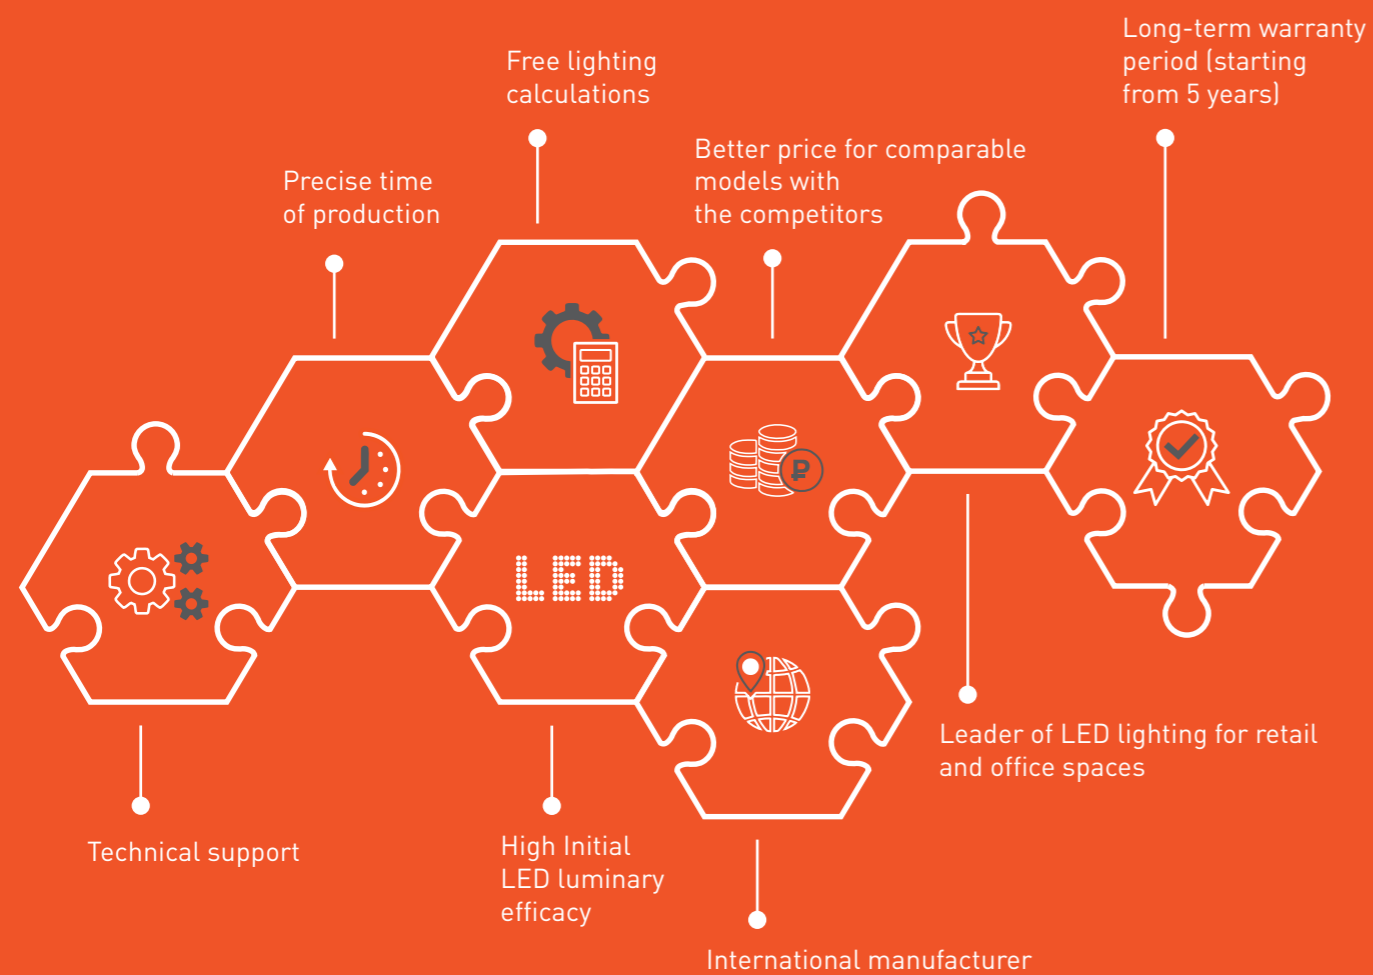 Long-term warranty
period (starting
from 5 years)
Free lighting
calculations
Better price for comparable
models with
the competitors
Precise time
of production
₽
LED
Leader of LED lighting for retail
and office spaces
Technical support
High Initial
LED luminary
efficacy
International manufacturer